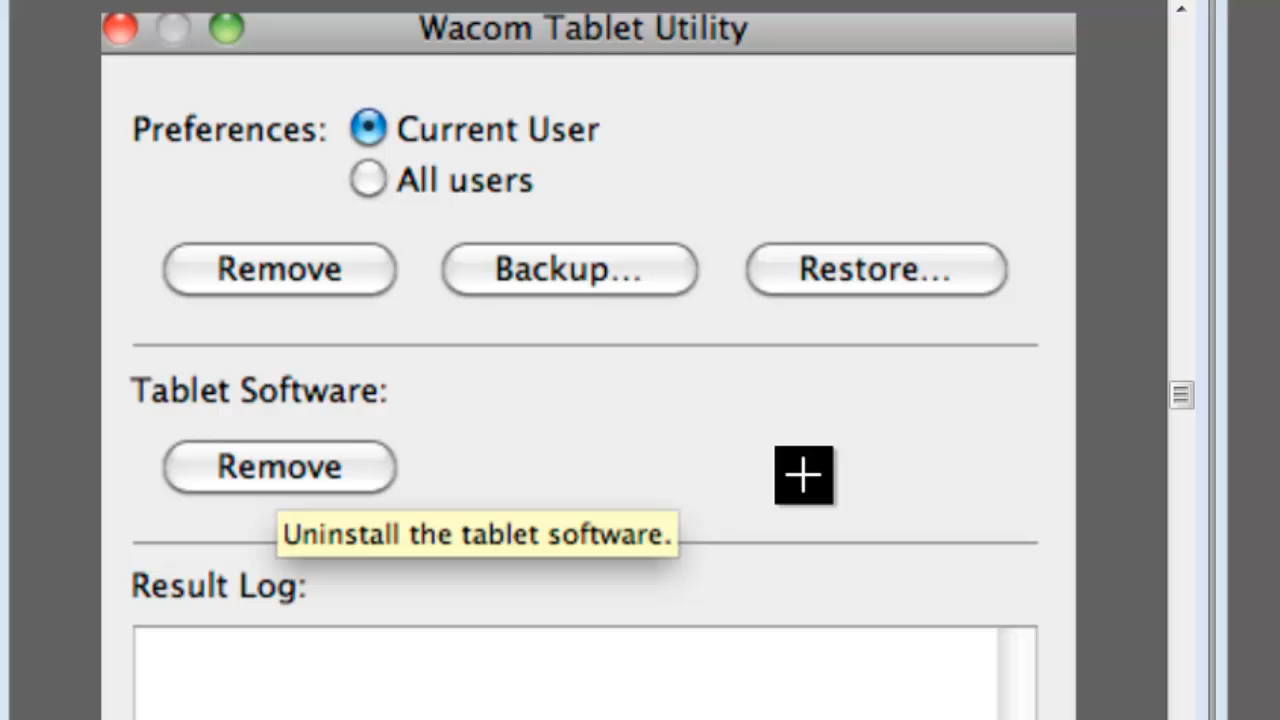 Wacom Tablet Utility
Preferences: Current User
All users
Remove Backup... Restore...
Tablet Software:
Remove
Uninstall the tablet software.
Result Log: